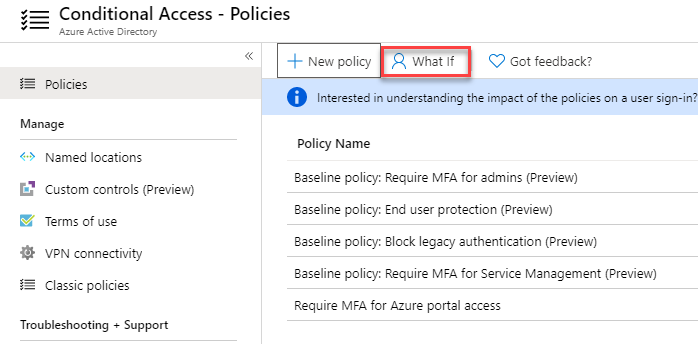 Conditional Access - Policies
Azure Active Directory
«
Policies
Manage
Named locations
Custom controls (Preview)
Terms of use
VPN connectivity
Classic policies
Troubleshooting + Support
New policy
What If
Got feedback?
Interested in understanding the impact of the policies on a user sign-in?
Policy Name
Baseline policy: Require MFA for admins (Preview)
Baseline policy: End user protection (Preview)
Baseline policy: Block legacy authentication (Preview)
Baseline policy: Require MFA for Service Management (Preview)
Require MFA for Azure portal access